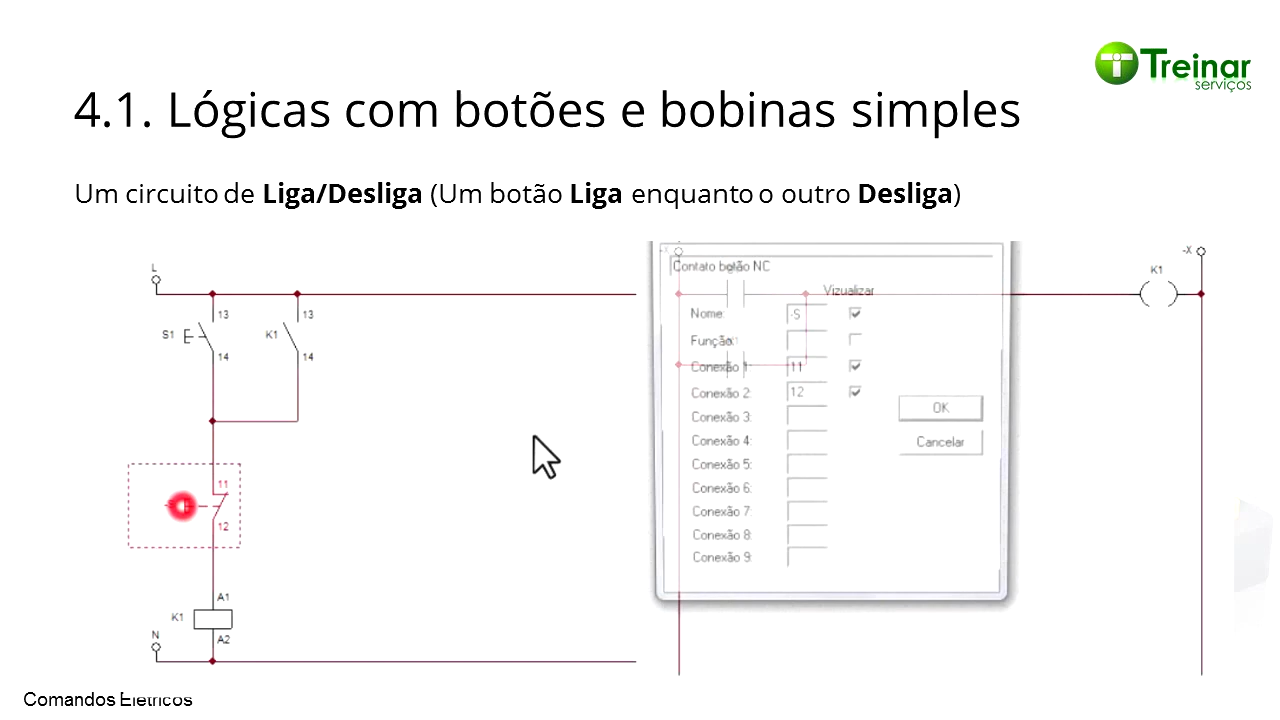 Treinar
serviços
4.1. Lógicas com botões e bobinas simples
Um circuito de Liga/Desliga (Um botão Liga enquanto o outro Desliga)
L
13
S1
14
13
K1
14
11
12
A1
K1
A2
N
Contato botão NC
Vizualizar
Nome: -S
Função:
Conexão 1: 11
Conexão 2: 12
Conexão 3:
Conexão 4:
Conexão 5:
Conexão 6:
Conexão 7:
Conexão 8:
Conexão 9:
OK
Cancelar
-X
K1
Comandos Elétricos